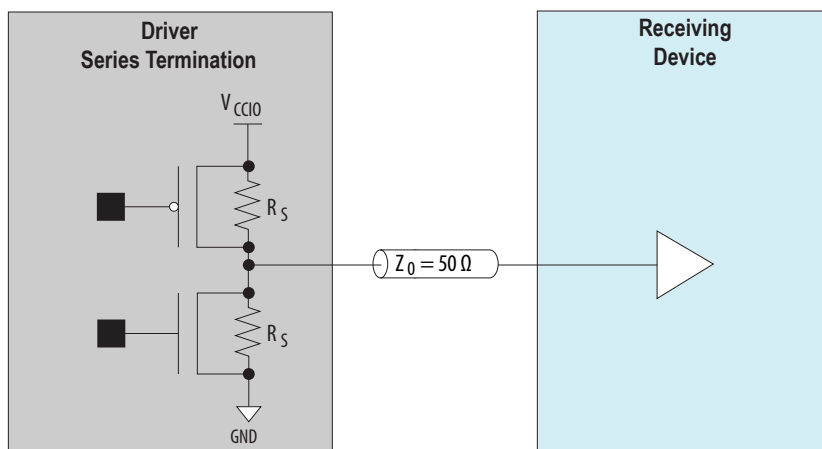 Driver
Series Termination
Receiving
Device
V CCIO
R S
Z 0 = 50 Ω
R S
GND